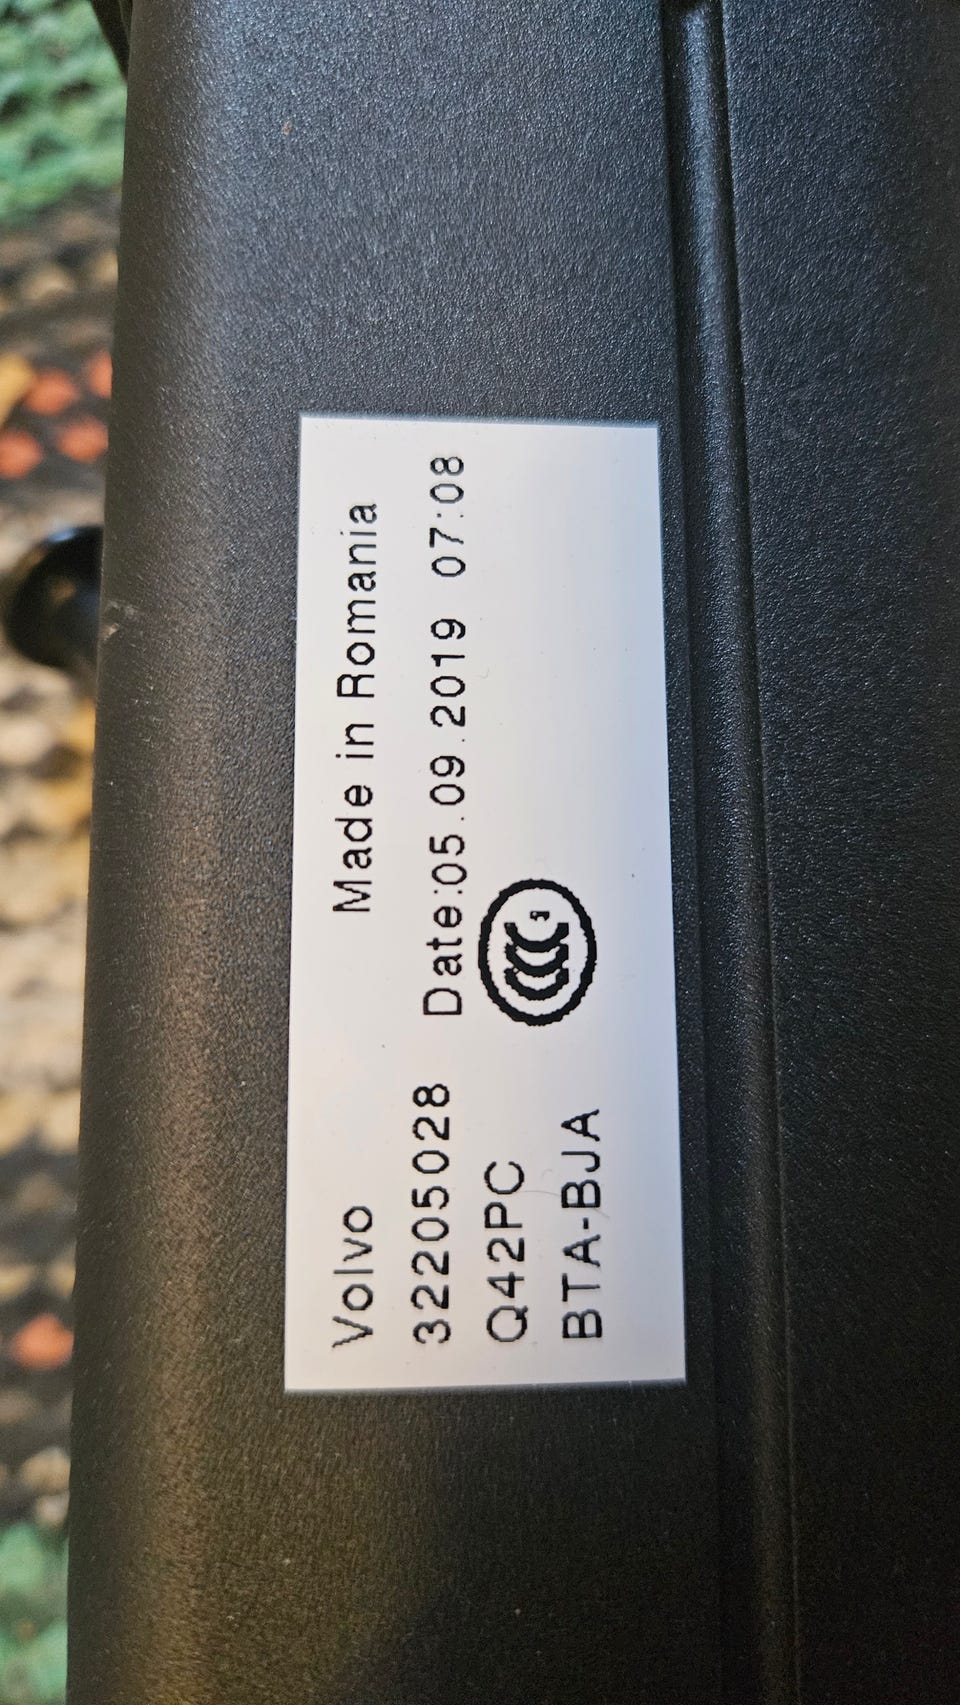 Volvo Made in Romania
32205028 Date:05.09.2019 07:08
Q42PC
BTA-BJA